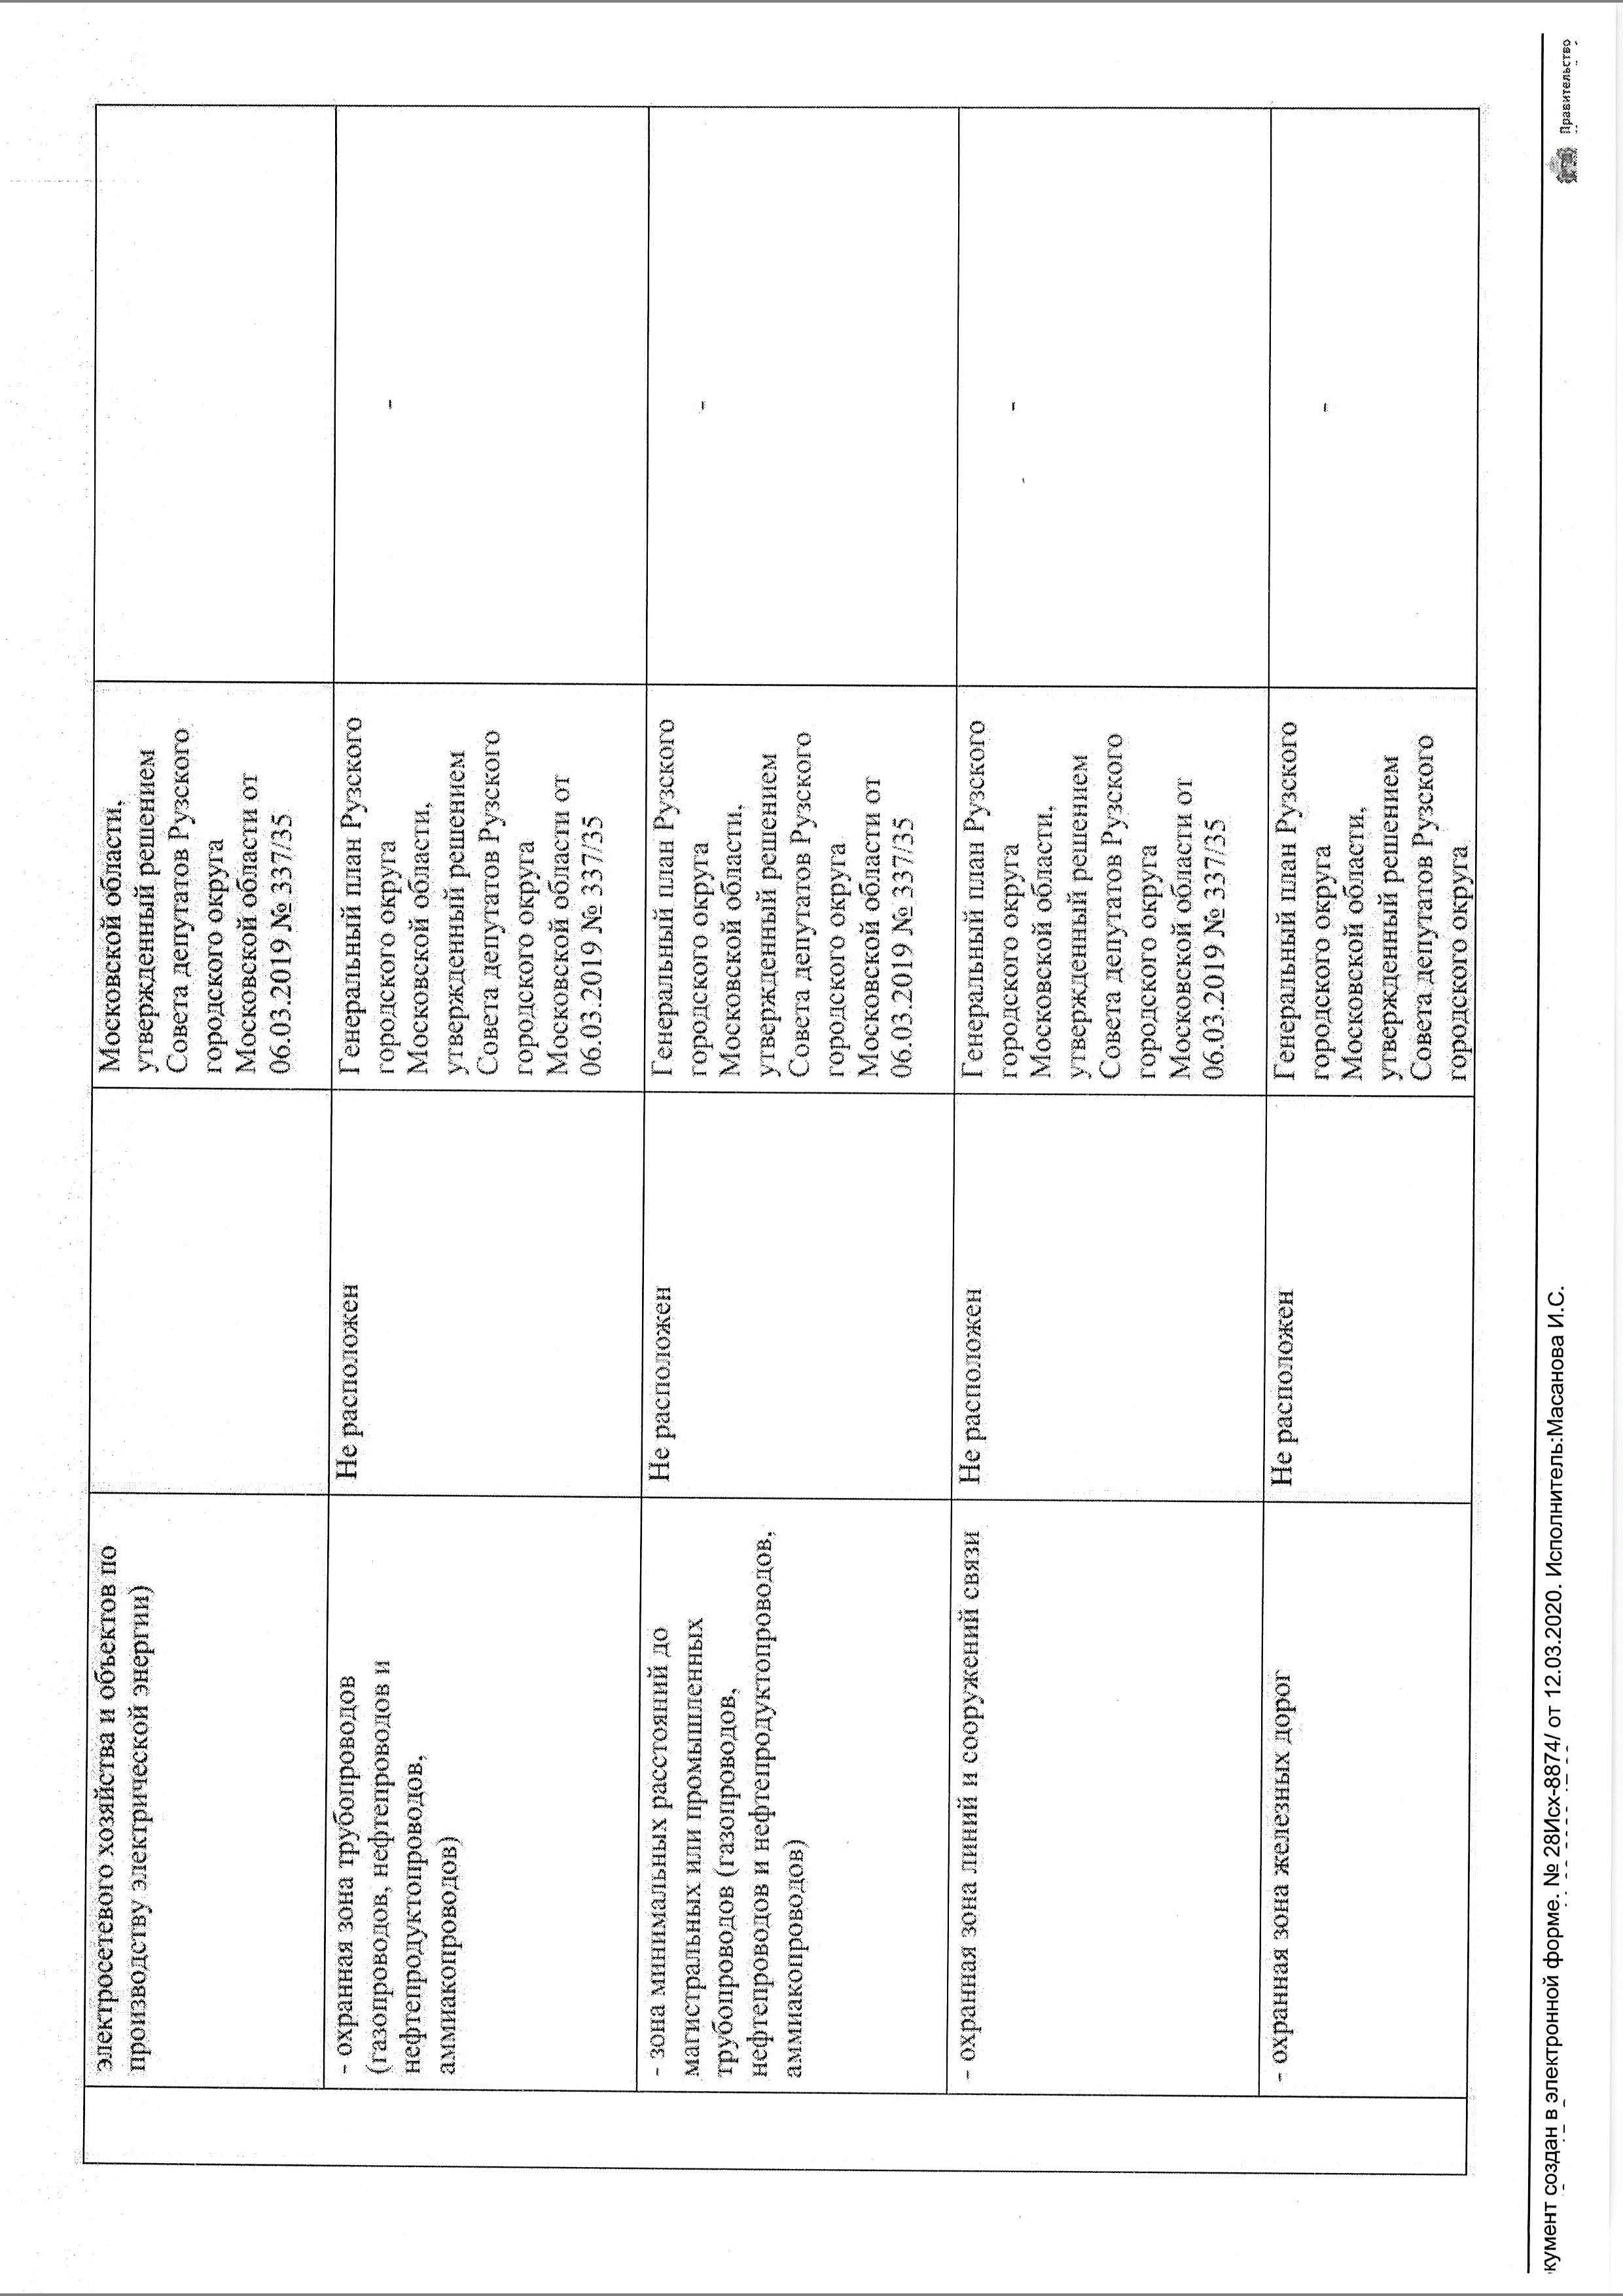 электросетевого хозяйства и объектов по
производству электрической энергии)
Московской области,
утвержденный решением
Совета депутатов Рузского
городского округа
Московской области от
06.03.2019 № 337/35
- охранная зона трубопроводов
(газопроводов, нефтепроводов и
нефтепродуктопроводов,
аммиакопроводов)
Не расположен
Генеральный план Рузского
городского округа
Московской области,
утвержденный решением
Совета депутатов Рузского
городского округа
Московской области от
06.03.2019 № 337/35
-
- зона минимальных расстояний до
магистральных или промышленных
трубопроводов (газопроводов,
нефтепроводов и нефтепродуктопроводов,
аммиакопроводов)
Не расположен
Генеральный план Рузского
городского округа
Московской области,
утвержденный решением
Совета депутатов Рузского
городского округа
Московской области от
06.03.2019 № 337/35
-
- охранная зона линий и сооружений связи
Не расположен
Генеральный план Рузского
городского округа
Московской области,
утвержденный решением
Совета депутатов Рузского
городского округа
Московской области от
06.03.2019 № 337/35
-
- охранная зона железных дорог
Не расположен
Генеральный план Рузского
городского округа
Московской области,
утвержденный решением
Совета депутатов Рузского
городского округа
-
кумент создан в электронной форме. № 28Исх-8874/ от 12.03.2020. Исполнитель:Масанова И.С.
Правительство